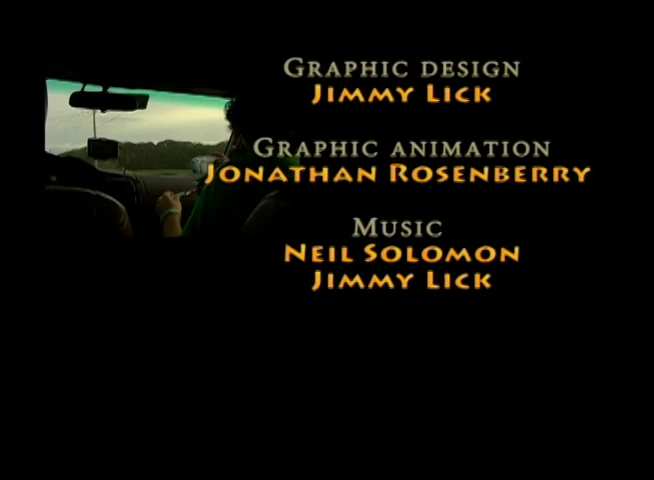 GRAPHIC DESIGN
JIMMY LICK
GRAPHIC ANIMATION
JONATHAN ROSENBERRY
MUSIC
NEIL SOLOMON
JIMMY LICK